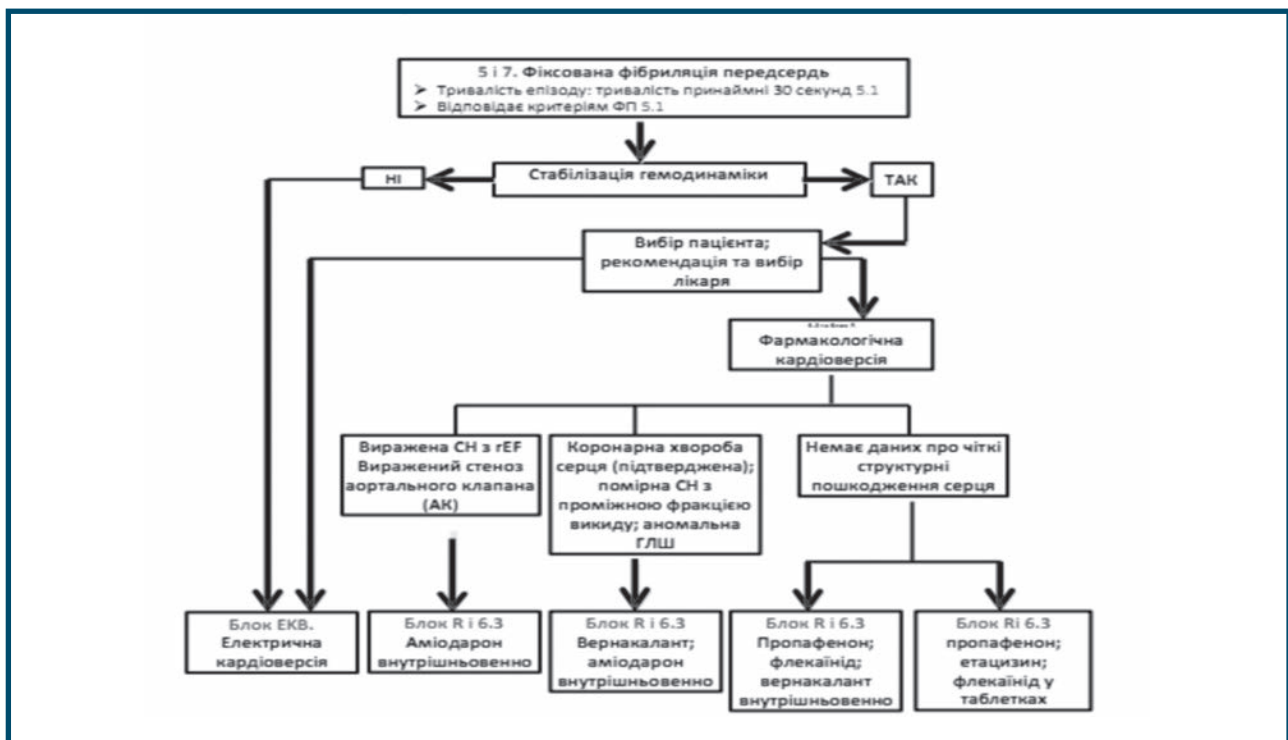 5 і 7. Фіксована фібриляція передсердь
➢ Тривалість епізоду: тривалість принаймні 30 секунд 5.1
➢ Відповідає критеріям ФП 5.1
НІ
Стабілізація гемодинаміки
ТАК
Вибір пацієнта;
рекомендація та вибір
лікаря
Фармакологічна
кардіоверсія
Виражена СН з rEF
Виражений стеноз
аортального клапана
(АК)
Коронарна хвороба
серця (підтверджена);
помірна СН з
проміжною фракцією
викиду; аномальна
ГЛШ
Немає даних про чіткі
структурні
пошкодження серця
Блок ЕКВ.
Електрична
кардіоверсія
Блок R і 6.3
Аміодарон
внутрішньовенно
Блок R і 6.3
Вернакалант;
аміодарон
внутрішньовенно
Блок R і 6.3
Пропафенон;
флекаїнід;
вернакалант
внутрішньовенно
Блок Rі 6.3
пропафенон;
етацизин;
флекаїнід у
таблетках